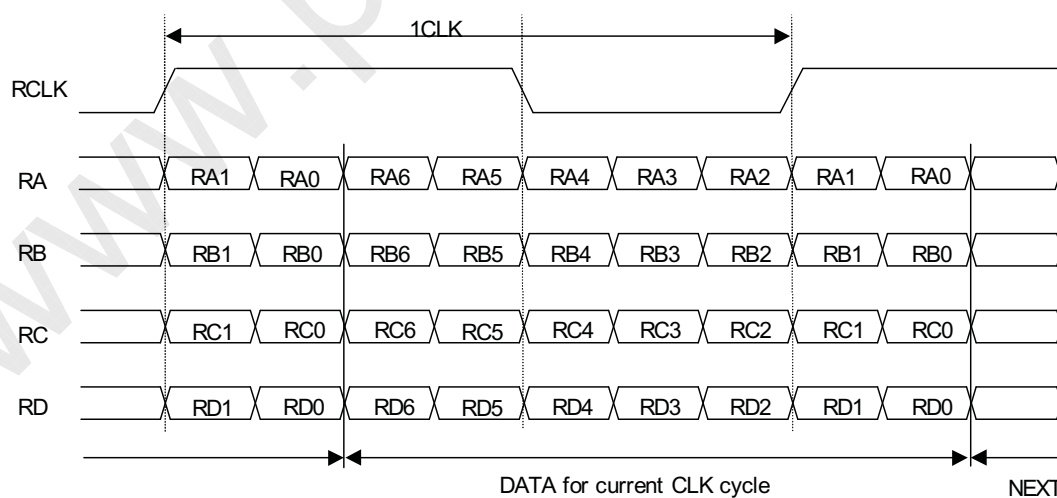 1CLK
RCLK
RA RA1 RA0 RA6 RA5 RA4 RA3 RA2 RA1 RA0
RB RB1 RB0 RB6 RB5 RB4 RB3 RB2 RB1 RB0
RC RC1 RC0 RC6 RC5 RC4 RC3 RC2 RC1 RC0
RD RD1 RD0 RD6 RD5 RD4 RD3 RD2 RD1 RD0
DATA for current CLK cycle NEXT
www.p